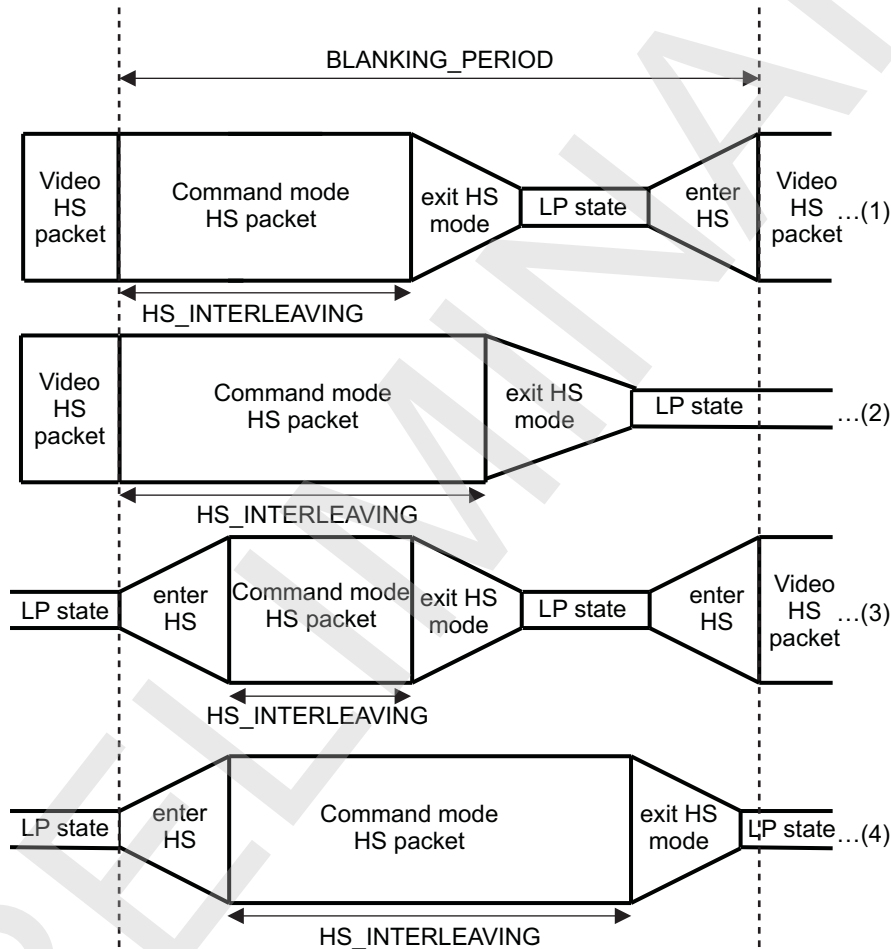 BLANKING_PERIOD
Video
HS
packet
Command mode
HS packet
exit HS
mode
LP state
enter
HS
Video
HS
packet
...(1)
HS_INTERLEAVING
Video
HS
packet
Command mode
HS packet
exit HS
mode
LP state
...(2)
HS_INTERLEAVING
LP state
enter
HS
Command mode
HS packet
exit HS
mode
LP state
enter
HS
Video
HS
packet
...(3)
HS_INTERLEAVING
LP state
enter
HS
Command mode
HS packet
exit HS
mode
LP state
...(4)
HS_INTERLEAVING
ELIMINA